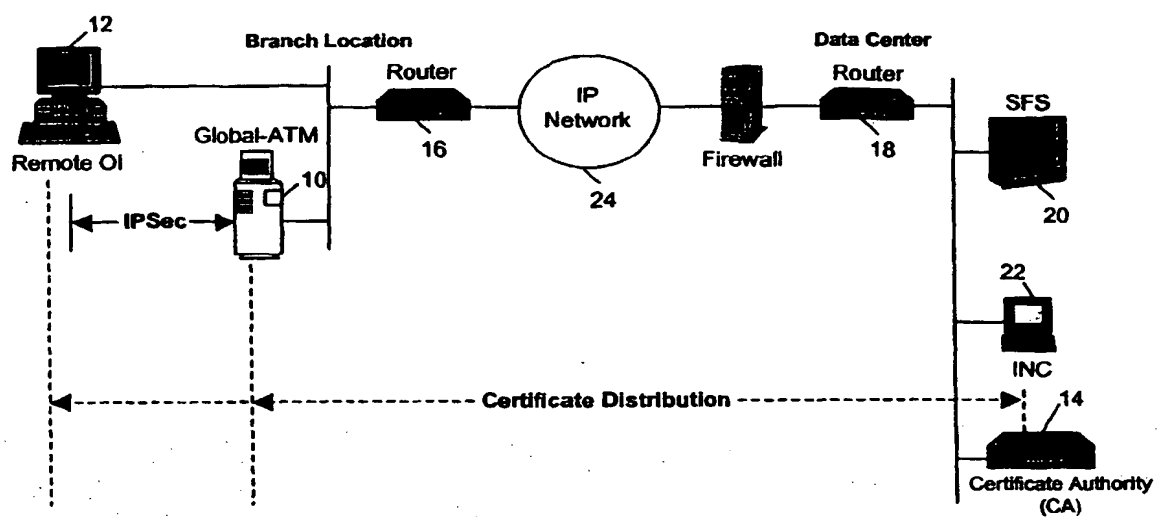 12
Branch Location
Data Center
Router
IP
Network
Router
SFS
Global-ATM
16
Firewall
18
Remote OI
10
24
20
IPSec
22
INC
Certificate Distribution
14
Certificate Authority
(CA)